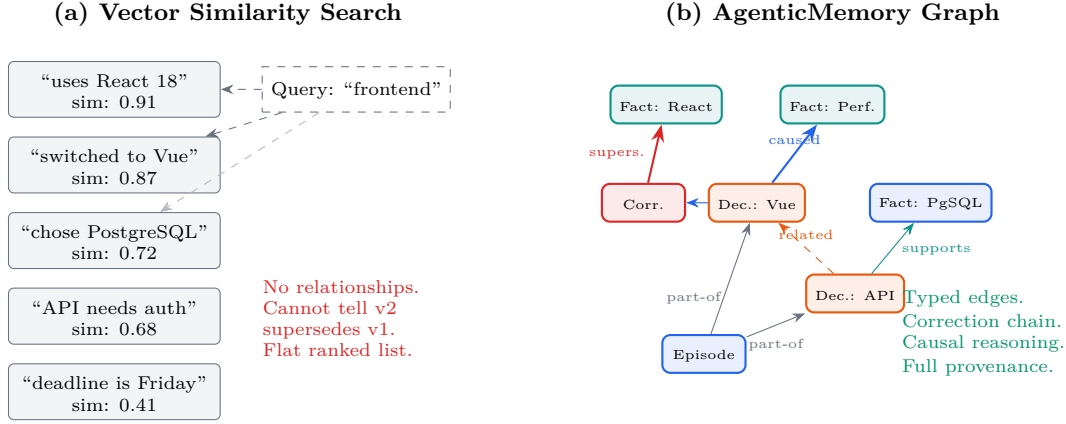 (a) Vector Similarity Search
“uses React 18”
sim: 0.91
Query: “frontend”
“switched to Vue”
sim: 0.87
“chose PostgreSQL”
sim: 0.72
“API needs auth”
sim: 0.68
“deadline is Friday”
sim: 0.41
No relationships.
Cannot tell v2
supersedes v1.
Flat ranked list.
(b) AgenticMemory Graph
Fact: React
Fact: Perf.
supers.
caused
Corr.
Dec.: Vue
Fact: PgSQL
related
supports
part-of
Dec.: API
Episode
part-of
Typed edges.
Correction chain.
Causal reasoning.
Full provenance.